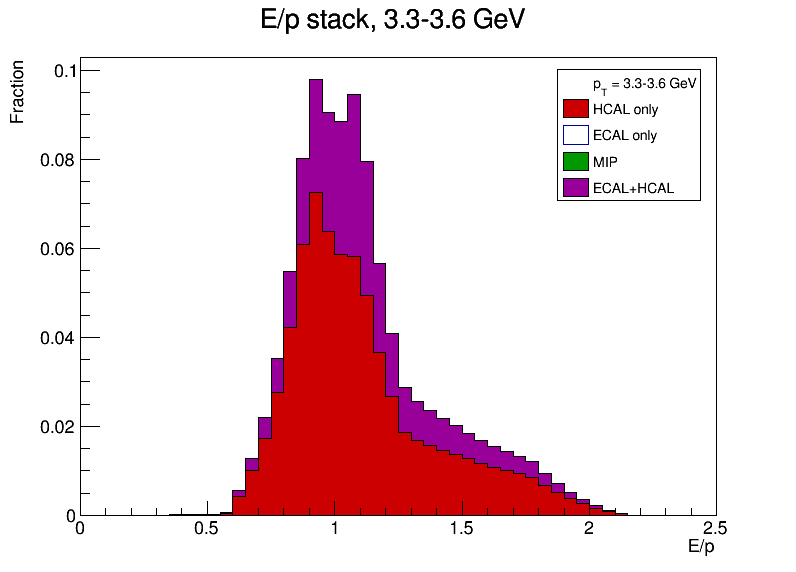 E/p stack, 3.3-3.6 GeV
Fraction
p_T = 3.3-3.6 GeV
HCAL only
ECAL only
MIP
ECAL+HCAL
0.1
0.08
0.06
0.04
0.02
0
0 0.5 1 1.5 2 2.5
E/p